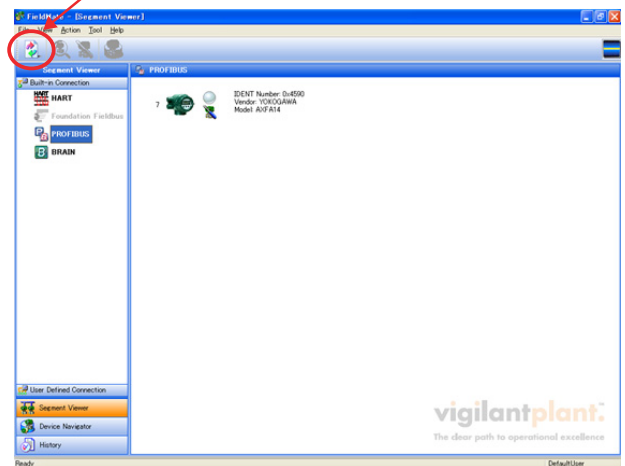 FieldMate - [Segment Viewer]
File View Action Tool Help
Segment Viewer
PROFIBUS
Built-in Connection
HART
HART
Foundation Fieldbus
PROFIBUS
BRAIN
7
IDENT Number: 0x4590
Vendor: YOKOGAWA
Model: AXFA14
User Defined Connection
Segment Viewer
Device Navigator
History
vigilantplant.
The clear path to operational excellence
Ready
DefaultUser